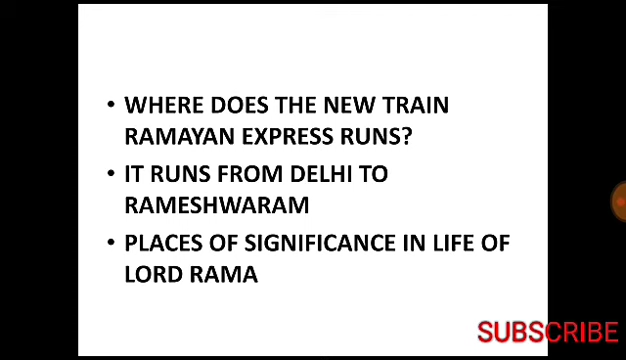 • WHERE DOES THE NEW TRAIN
RAMAYAN EXPRESS RUNS?
• IT RUNS FROM DELHI TO
RAMESHWARAM
• PLACES OF SIGNIFICANCE IN LIFE OF
LORD RAMA
SUBSCRIBE